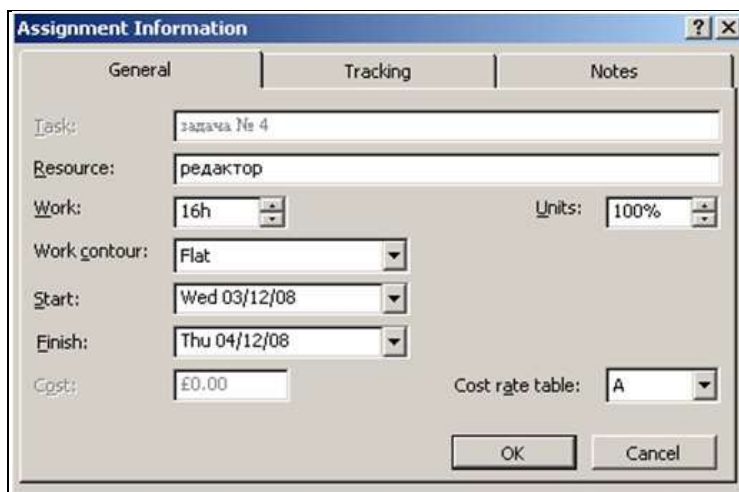 Assignment Information
General Tracking Notes
Task: задача № 4
Resource: редактор
Work: 16h Units: 100%
Work contour: Flat
Start: Wed 03/12/08
Finish: Thu 04/12/08
Cost: £0.00 Cost rate table: A
OK Cancel